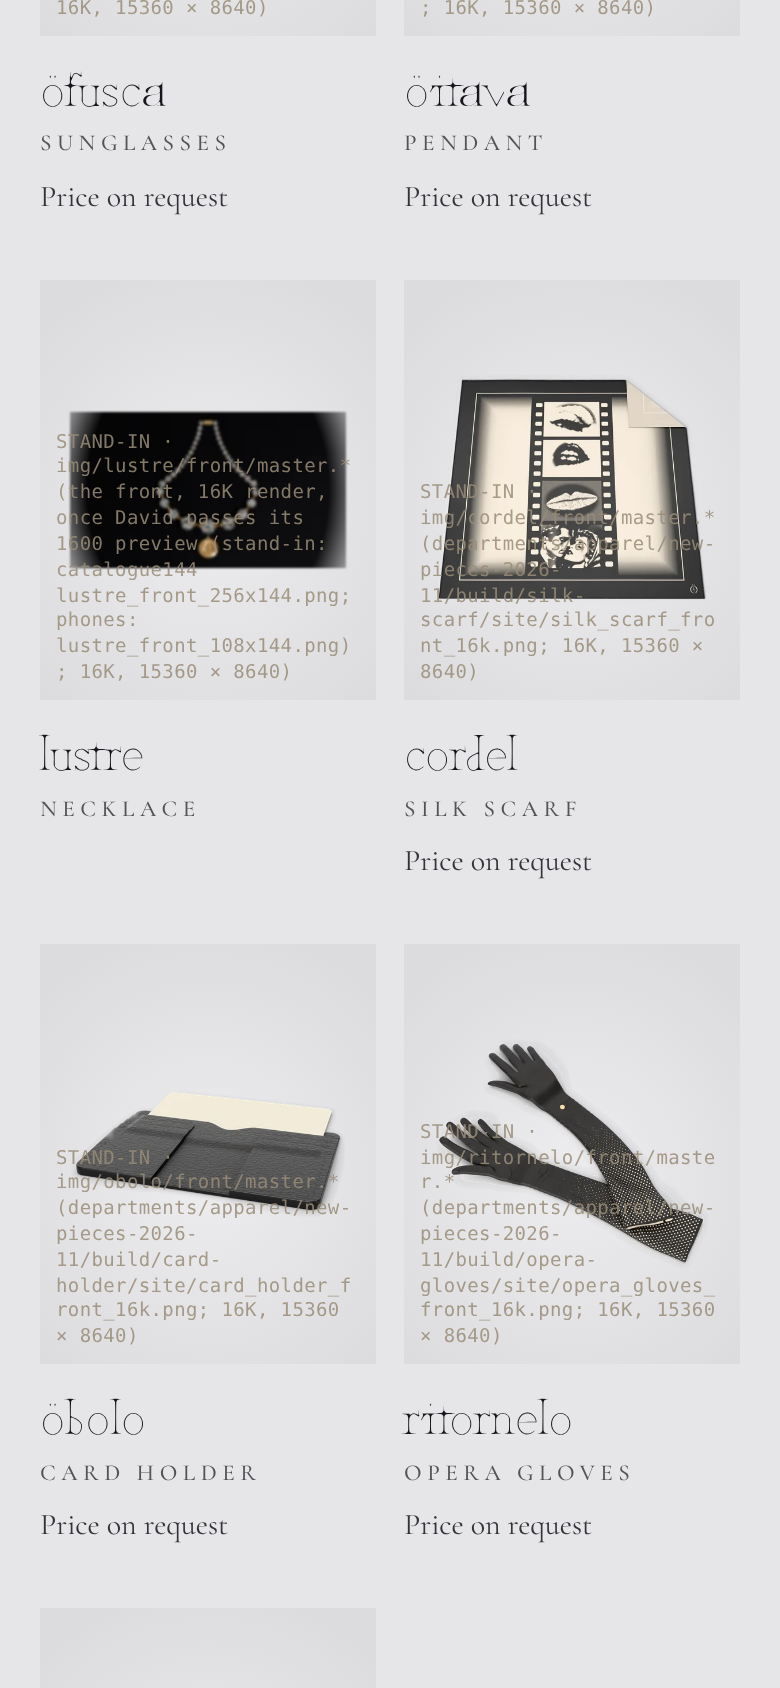 16K, 15360 × 8640)
; 16K, 15360 × 8640)
öfusca
öttava
SUNGLASSES
PENDANT
Price on request
Price on request
STAND-IN ·
img/lustre/front/master.*
(the front, 16K render,
once David passes its
1600 preview (stand-in:
catalogue144
lustre_front_256x144.png;
phones:
lustre_front_108x144.png)
; 16K, 15360 × 8640)
STAND-IN ·
img/cordel/front/master.*
(departments/apparel/new-
pieces-2026-
11/build/silk-
scarf/site/silk_scarf_fro
nt_16k.png; 16K, 15360 ×
8640)
lustre
cordel
NECKLACE
SILK SCARF
Price on request
STAND-IN ·
img/obolo/front/master.*
(departments/apparel/new-
pieces-2026-
11/build/card-
holder/site/card_holder_f
ront_16k.png; 16K, 15360
× 8640)
STAND-IN ·
img/ritornelo/front/maste
r.*
(departments/apparel/new-
pieces-2026-
11/build/opera-
gloves/site/opera_gloves_
front_16k.png; 16K, 15360
× 8640)
öbolo
ritornelo
CARD HOLDER
OPERA GLOVES
Price on request
Price on request